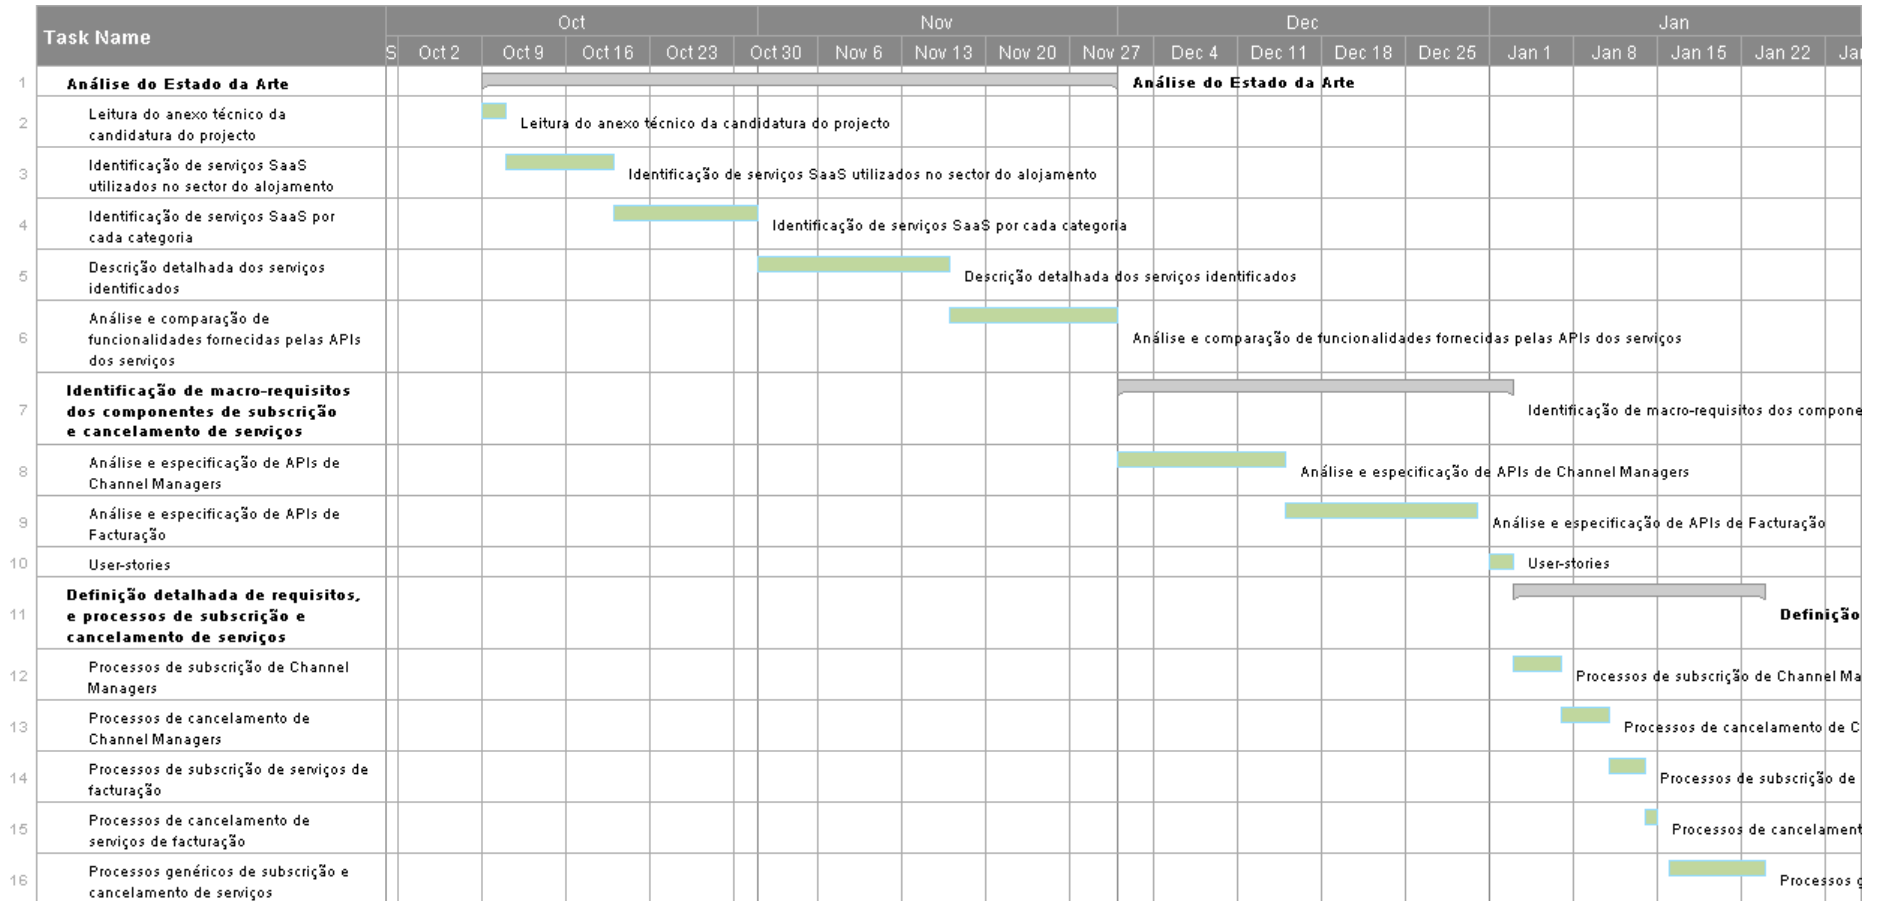 Task Name
Oct
Nov
Dec
Jan
S
Oct 2
Oct 9
Oct 16
Oct 23
Oct 30
Nov 6
Nov 13
Nov 20
Nov 27
Dec 4
Dec 11
Dec 18
Dec 25
Jan 1
Jan 8
Jan 15
Jan 22
Jan
1
Análise do Estado da Arte
Análise do Estado da Arte
2
Leitura do anexo técnico da
candidatura do projecto
Leitura do anexo técnico da candidatura do projecto
3
Identificação de serviços SaaS
utilizados no sector do alojamento
Identificação de serviços SaaS utilizados no sector do alojamento
4
Identificação de serviços SaaS por
cada categoria
Identificação de serviços SaaS por cada categoria
5
Descrição detalhada dos serviços
identificados
Descrição detalhada dos serviços identificados
6
Análise e comparação de
funcionalidades fornecidas pelas APIs
dos serviços
Análise e comparação de funcionalidades fornecidas pelas APIs dos serviços
7
Identificação de macro-requisitos
dos componentes de subscrição
e cancelamento de serviços
Identificação de macro-requisitos dos compone
8
Análise e especificação de APIs de
Channel Managers
Análise e especificação de APIs de Channel Managers
9
Análise e especificação de APIs de
Facturação
Análise e especificação de APIs de Facturação
10
User-stories
User-stories
11
Definição detalhada de requisitos,
e processos de subscrição e
cancelamento de serviços
Definição
12
Processos de subscrição de Channel
Managers
Processos de subscrição de Channel Ma
13
Processos de cancelamento de
Channel Managers
Processos de cancelamento de C
14
Processos de subscrição de serviços de
facturação
Processos de subscrição de
15
Processos de cancelamento de
serviços de facturação
Processos de cancelament
16
Processos genéricos de subscrição e
cancelamento de serviços
Processos g